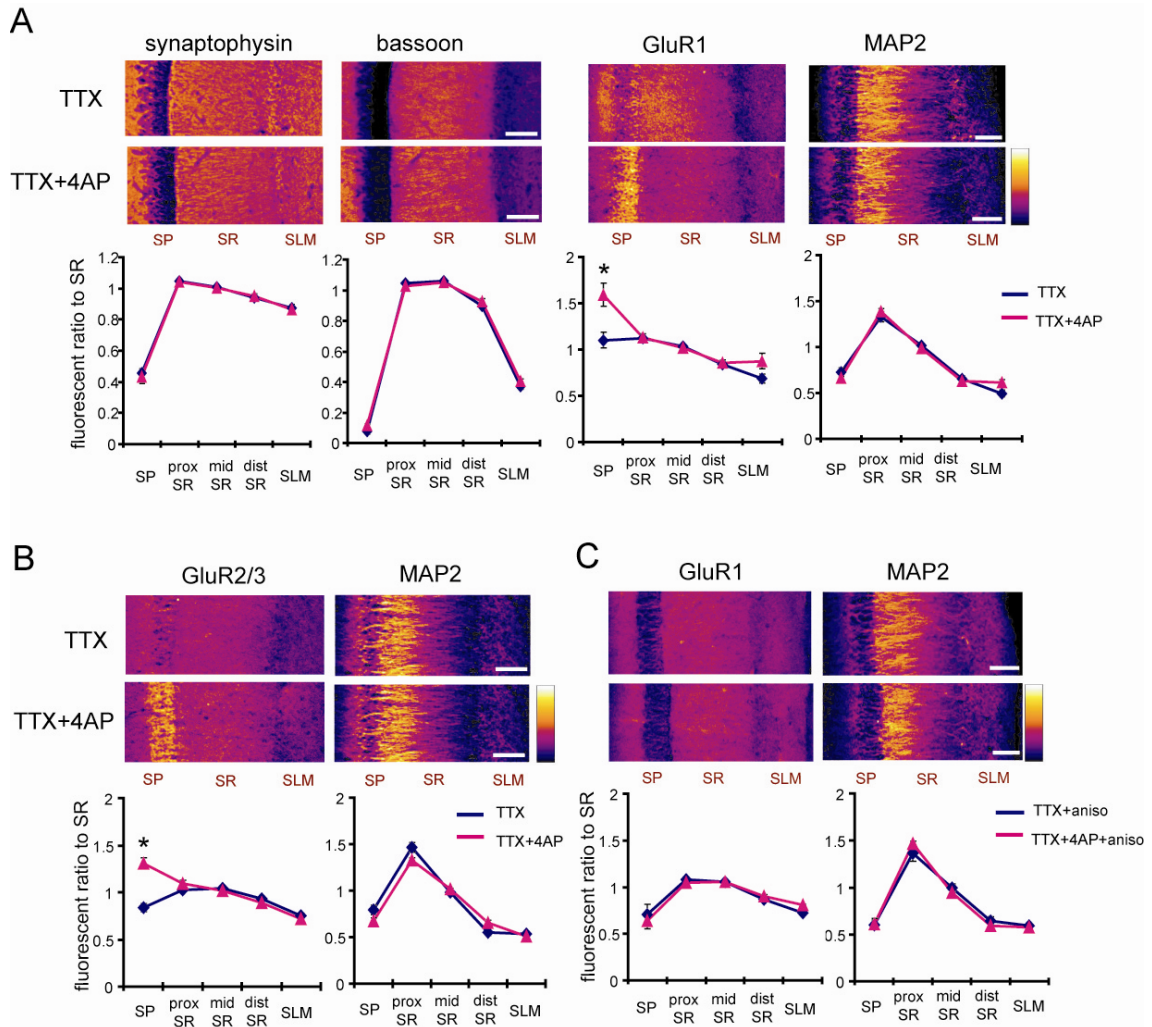 A
synaptophysin bassoon GluR1 MAP2
TTX
TTX+4AP
SP SR SLM SP SR SLM SP SR SLM SP SR SLM
fluorescent ratio to SR
1.2
1
0.8
0.6
0.4
0.2
0
SP prox SR mid SR dist SR SLM
1.2
1
0.8
0.6
0.4
0.2
0
SP prox SR mid SR dist SR SLM
2
1.5
1
0.5
0
*
SP prox SR mid SR dist SR SLM
2
1.5
1
0.5
0
SP prox SR mid SR dist SR SLM
TTX
TTX+4AP
B
GluR2/3 MAP2
TTX
TTX+4AP
SP SR SLM SP SR SLM
fluorescent ratio to SR
2
1.5
1
0.5
0
*
SP prox SR mid SR dist SR SLM
2
1.5
1
0.5
0
SP prox SR mid SR dist SR SLM
TTX
TTX+4AP
C
GluR1 MAP2
SP SR SLM SP SR SLM
2
1.5
1
0.5
0
SP prox SR mid SR dist SR SLM
2
1.5
1
0.5
0
SP prox SR mid SR dist SR SLM
TTX+aniso
TTX+4AP+aniso